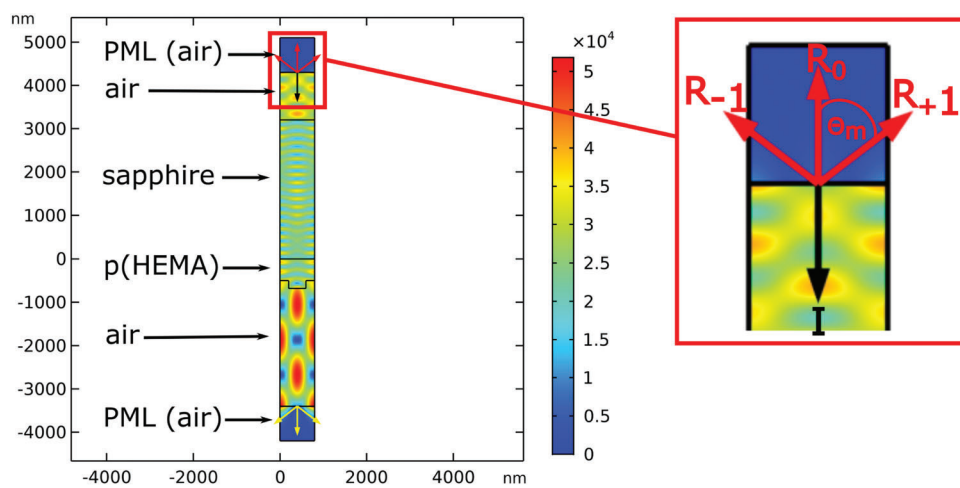 nm
5000
4000
3000
2000
1000
0
-1000
-2000
-3000
-4000
-4000
-2000
0
2000
4000
nm
PML (air)
air
sapphire
p(HEMA)
air
PML (air)
×10⁴
5
4.5
4
3.5
3
2.5
2
1.5
1
0.5
0
R₀
R₋₁
R₊₁
Θₘ
I